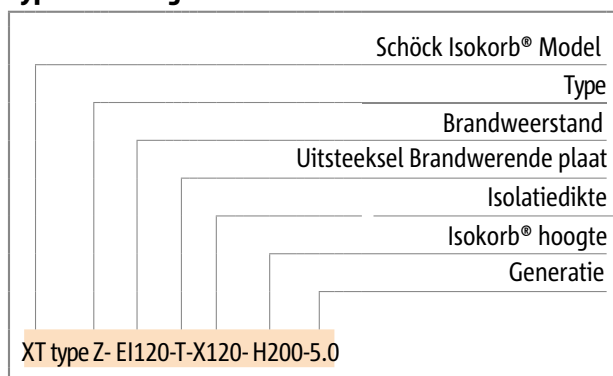 Schöck Isokorb® Model
Type
Brandweerstand
Uitsteeksel Brandwerende plaat
Isolatiedikte
Isokorb® hoogte
Generatie
XT type Z- EI120-T-X120- H200-5.0